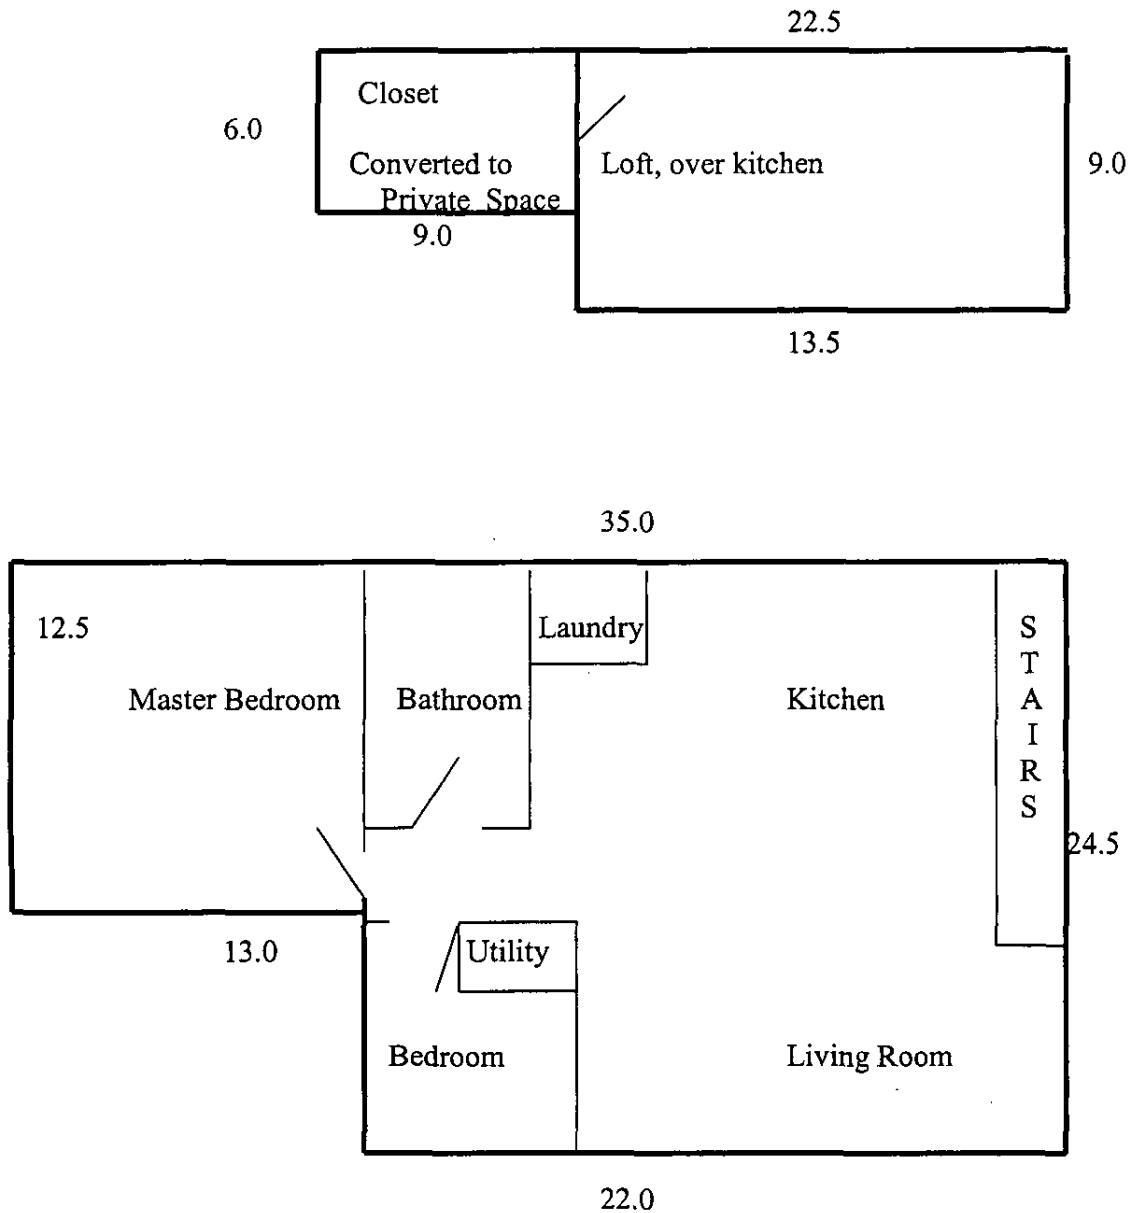 22.5
Closet
6.0
Converted to
Loft, over kitchen
9.0
Private Space
9.0
13.5
35.0
12.5
Laundry
Master Bedroom
Bathroom
Kitchen
S
T
A
I
R
S
24.5
13.0
Utility
Bedroom
Living Room
22.0